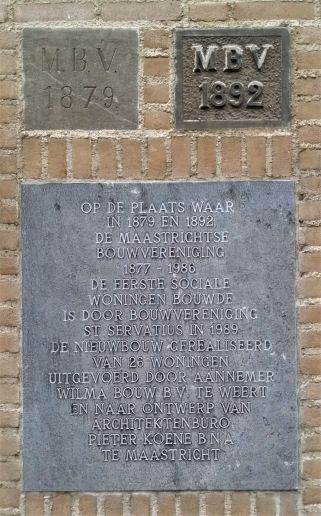 M.B.V.
1879
MBV
1892
OP DE PLAATS WAAR
IN 1879 EN 1892
DE MAASTRICHTSE
BOUWVERENIGING
1877 - 1986
DE EERSTE SOCIALE
WONINGEN BOUWDE
IS DOOR BOUWVERENIGING
ST SERVATIUS IN 1989
DE NIEUWBOUW GEREALISEERD
VAN 26 WONINGEN
UITGEVOERD DOOR AANNEMER
WILMA BOUW B.V. TE WEERT
EN NAAR ONTWERP VAN
ARCHITEKTENBURO
PIETER KOENE B.N.A
TE MAASTRICHT